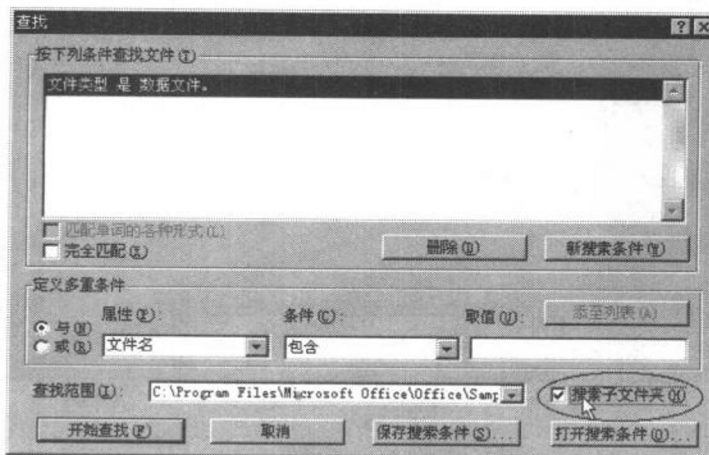 查找
按下列条件查找文件(T)
文件类型 是 数据文件。
匹配单词的各种形式(L)
完全匹配(X)
删除(D)
新搜索条件(W)
定义多重条件
与(N)
或(R)
属性(P):
条件(C):
取值(U):
添至列表(A)
文件名
包含
查找范围(I):
C:\Program Files\Microsoft Office\Office\Samp
搜索子文件夹(H)
开始查找(F)
取消
保存搜索条件(S)...
打开搜索条件(O)...